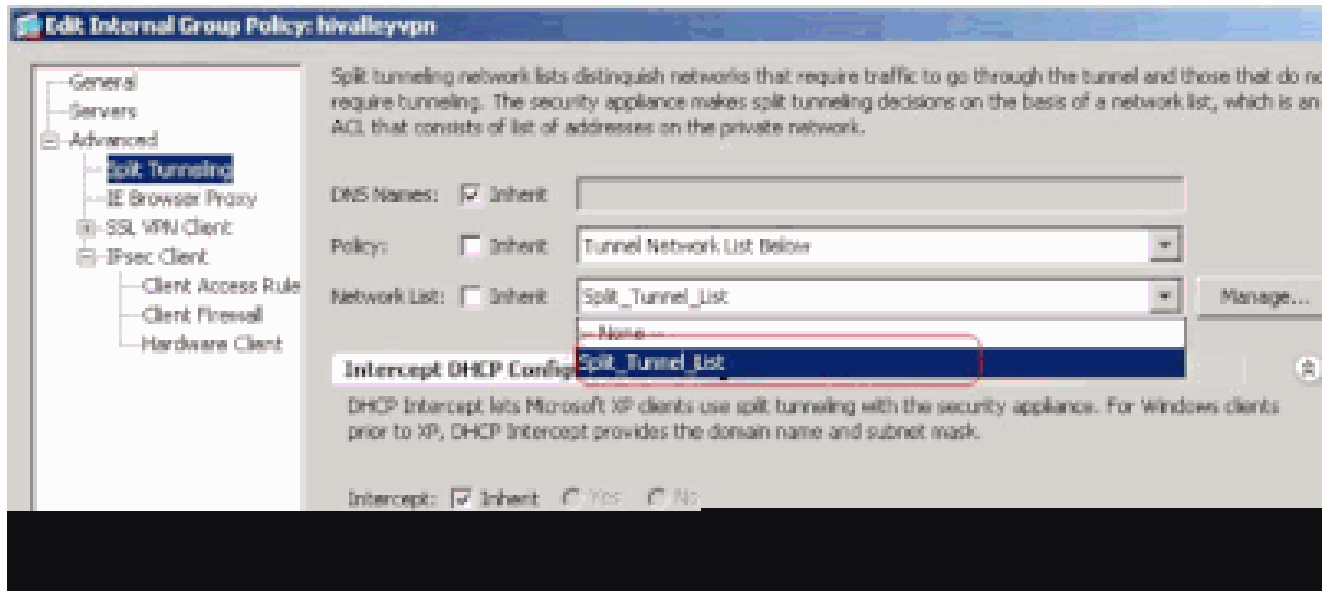 Edit Internal Group Policy: hivalleyvpn
General
Servers
Advanced
Split Tunneling
IE Browser Proxy
SSL VPN Client
IPsec Client
Client Access Rule
Client Firewall
Hardware Client
Split tunneling network lists distinguish networks that require traffic to go through the tunnel and those that do no
require tunneling. The security appliance makes split tunneling decisions on the basis of a network list, which is an
ACL that consists of list of addresses on the private network.
DNS Names: Inherit
Policy: Inherit Tunnel Network List Below
Network List: Inherit Split_Tunnel_List Manage...
-- None --
Split_Tunnel_List
Intercept DHCP Config
DHCP Intercept lets Microsoft XP clients use split tunneling with the security appliance. For Windows clients
prior to XP, DHCP Intercept provides the domain name and subnet mask.
Intercept: Inherit Yes No